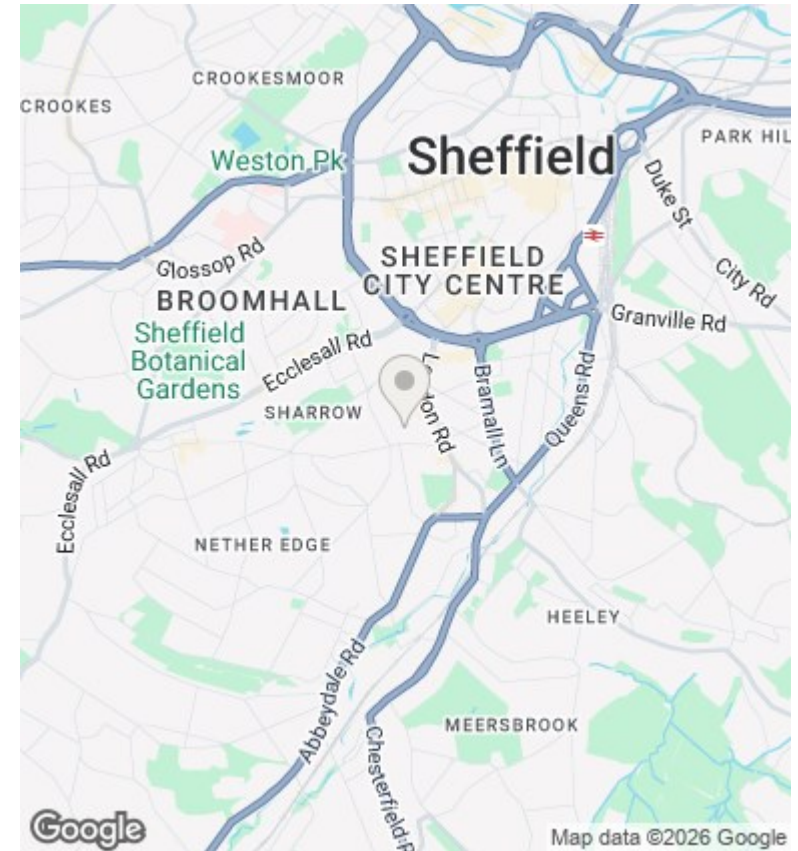 CROOKESMOOR
CROOKES
Weston Pk
Sheffield
PARK HIL
Duke St
Glossop Rd
SHEFFIELD
CITY CENTRE
City Rd
BROOMHALL
Granville Rd
Sheffield
Botanical
Gardens
Ecclesall Rd
Bramall Ln
Queens Rd
SHARROW
Ecclesall Rd
NETHER EDGE
HEELEY
Abbeydale Rd
MEERSBROOK
Chesterfield R
Google
Map data ©2026 Google